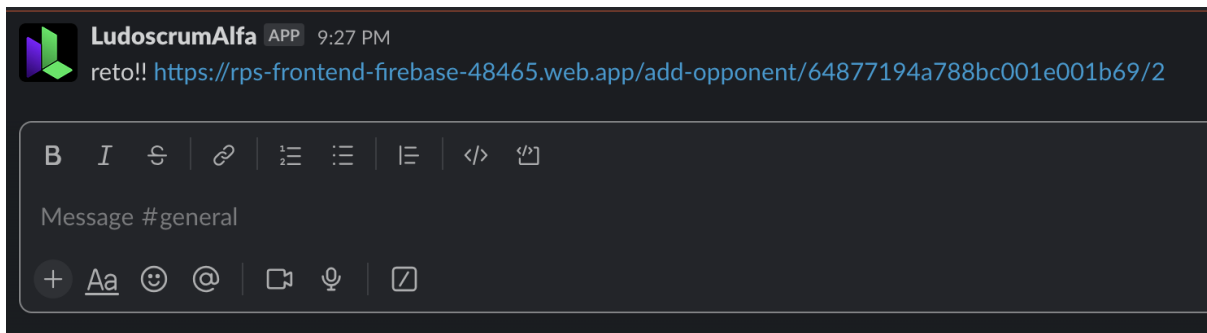 LudoscrumAlfa APP 9:27 PM
reto!! https://rps-frontend-firebase-48465.web.app/add-opponent/64877194a788bc001e001b69/2
B I S </>
Message #general
+ Aa @